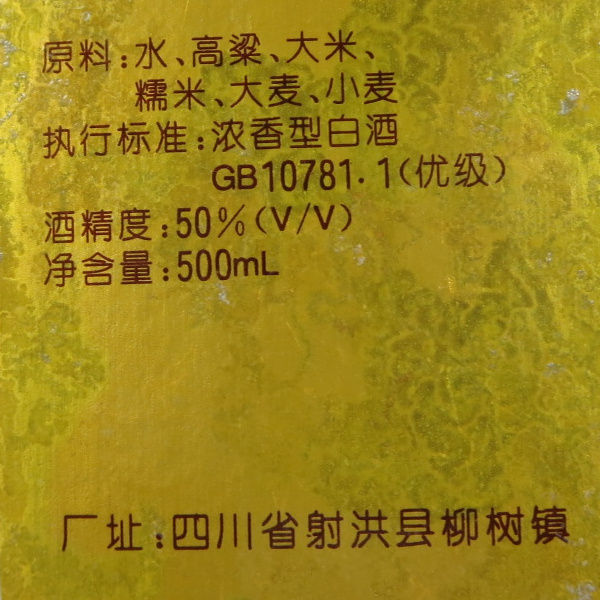 原料:水、高粱、大米、
糯米、大麦、小麦
执行标准:浓香型白酒
GB10781.1(优级)
酒精度:50%(V/V)
净含量:500mL
厂址:四川省射洪县柳树镇